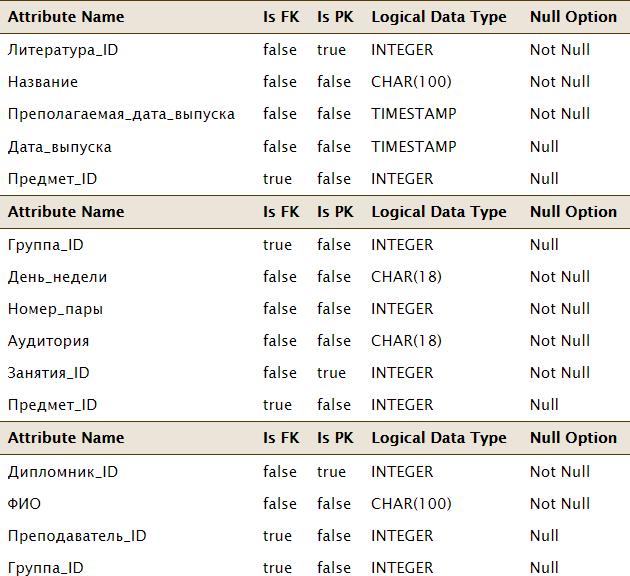 Attribute Name Is FK Is PK Logical Data Type Null Option
Литература_ID false true INTEGER Not Null
Название false false CHAR(100) Not Null
Преполагаемая_дата_выпуска false false TIMESTAMP Not Null
Дата_выпуска false false TIMESTAMP Null
Предмет_ID true false INTEGER Null
Attribute Name Is FK Is PK Logical Data Type Null Option
Группа_ID true false INTEGER Null
День_недели false false CHAR(18) Not Null
Номер_пары false false INTEGER Not Null
Аудитория false false CHAR(18) Not Null
Занятия_ID false true INTEGER Not Null
Предмет_ID true false INTEGER Null
Attribute Name Is FK Is PK Logical Data Type Null Option
Дипломник_ID false true INTEGER Not Null
ФИО false false CHAR(100) Not Null
Преподаватель_ID true false INTEGER Null
Группа_ID true false INTEGER Null